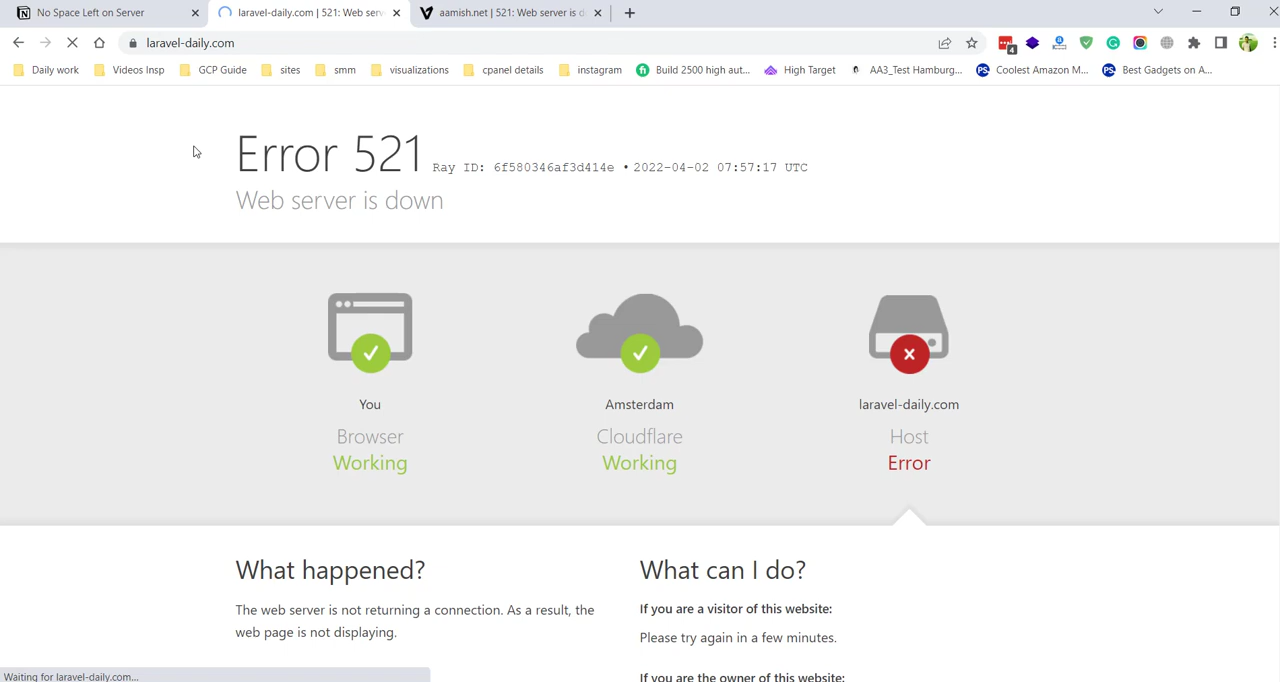 No Space Left on Server
laravel-daily.com | 521: Web serv
aamish.net | 521: Web server is d
laravel-daily.com
4
Daily work
Videos Insp
GCP Guide
sites
smm
visualizations
cpanel details
instagram
Build 2500 high aut...
High Target
AA3_Test Hamburg...
Coolest Amazon M...
Best Gadgets on A...
Error 521 Ray ID: 6f580346af3d414e • 2022-04-02 07:57:17 UTC
Web server is down
You
Browser
Working
Amsterdam
Cloudflare
Working
laravel-daily.com
Host
Error
What happened?
The web server is not returning a connection. As a result, the
web page is not displaying.
What can I do?
If you are a visitor of this website:
Please try again in a few minutes.
If you are the owner of this website:
Waiting for laravel-daily.com...